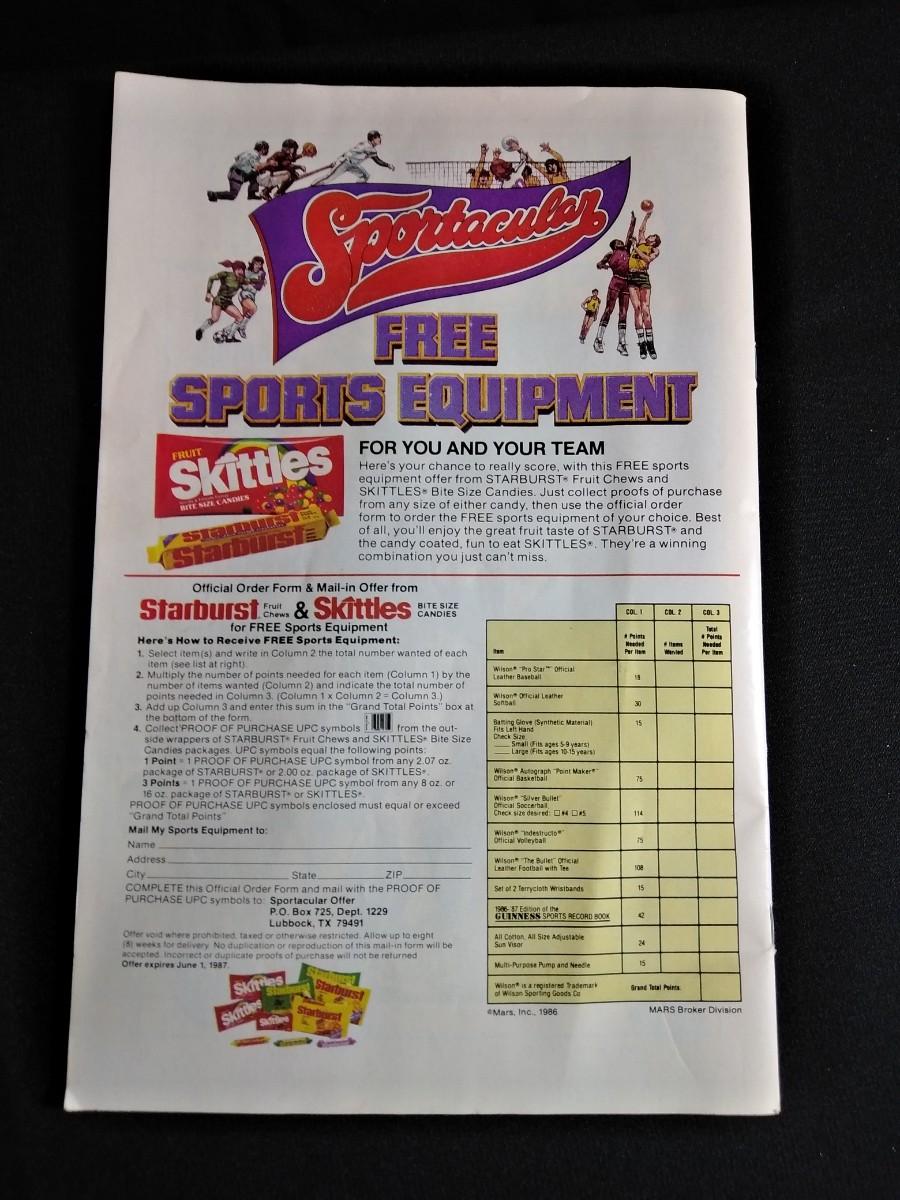 Sportacular
FREE
SPORTS EQUIPMENT
FRUIT
Skittles
BITE SIZE CANDIES
Starburst
Starburst
FOR YOU AND YOUR TEAM
Here's your chance to really score, with this FREE sports
equipment offer from STARBURST® Fruit Chews and
SKITTLES® Bite Size Candies. Just collect proofs of purchase
from any size of either candy, then use the official order
form to order the FREE sports equipment of your choice. Best
of all, you'll enjoy the great fruit taste of STARBURST® and
the candy coated, fun to eat SKITTLES®. They're a winning
combination you just can't miss.
Official Order Form & Mail-in Offer from
Starburst Fruit Chews & Skittles BITE SIZE CANDIES
for FREE Sports Equipment
Here's How to Receive FREE Sports Equipment:
1. Select item(s) and write in Column 2 the total number wanted of each
item (see list at right).
2. Multiply the number of points needed for each item (Column 1) by the
number of items wanted (Column 2) and indicate the total number of
points needed in Column 3. (Column 1 x Column 2 = Column 3.)
3. Add up Column 3 and enter this sum in the "Grand Total Points" box at
the bottom of the form.
4. Collect PROOF OF PURCHASE UPC symbols from the out-
side wrappers of STARBURST® Fruit Chews and SKITTLES® Bite Size
Candies packages. UPC symbols equal the following points:
1 Point = 1 PROOF OF PURCHASE UPC symbol from any 2.07 oz.
package of STARBURST® or 2.00 oz. package of SKITTLES®.
3 Points = 1 PROOF OF PURCHASE UPC symbol from any 8 oz. or
16 oz. package of STARBURST® or SKITTLES®.
PROOF OF PURCHASE UPC symbols enclosed must equal or exceed
"Grand Total Points"
Mail My Sports Equipment to:
Name
Address
City State ZIP
COMPLETE this Official Order Form and mail with the PROOF OF
PURCHASE UPC symbols to: Sportacular Offer
P.O. Box 725, Dept. 1229
Lubbock, TX 79491
Offer void where prohibited, taxed or otherwise restricted. Allow up to eight
(8) weeks for delivery. No duplication or reproduction of this mail-in form will be
accepted. Incorrect or duplicate proofs of purchase will not be returned
Offer expires June 1, 1987.
Skittles
Starburst
Starburst
Starburst
Skittles
Skittles
Starburst
COL. 1 COL. 2 COL. 3
Item # Points Needed Per Item # Items Wanted Total # Points Needed Per Item
Wilson® "Pro Star™" Official
Leather Baseball 18
Wilson® Official Leather
Softball 30
Batting Glove (Synthetic Material) 15
Fits Left Hand
Check Size
Small (Fits ages 5-9 years)
Large (Fits ages 10-15 years)
Wilson® Autograph "Point Maker®"
Official Basketball 75
Wilson® "Silver Bullet"
Official Soccerball,
Check size desired: ☐ #4 ☐ #5 114
Wilson® "Indestructo®"
Official Volleyball 75
Wilson® "The Bullet" Official
Leather Football with Tee 108
Set of 2 Terrycloth Wristbands 15
1986-'87 Edition of the
GUINNESS SPORTS RECORD BOOK 42
All Cotton, All Size Adjustable
Sun Visor 24
Multi-Purpose Pump and Needle 15
Wilson® is a registered Trademark
of Wilson Sporting Goods Co Grand Total Points:
©Mars, Inc., 1986 MARS Broker Division